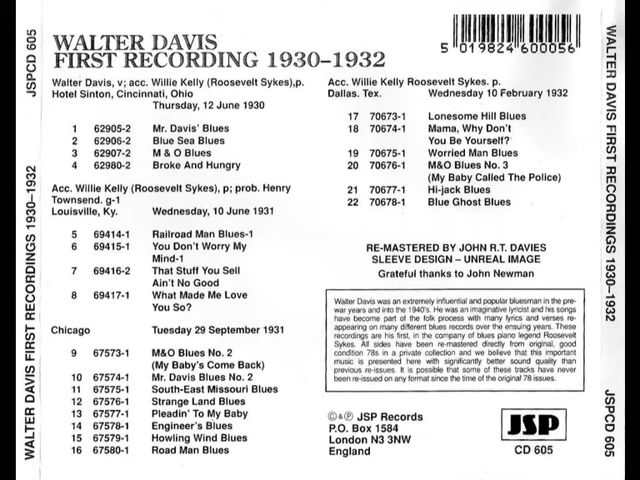 JSPCD 605
WALTER DAVIS FIRST RECORDINGS 1930–1932
WALTER DAVIS
FIRST RECORDING 1930–1932
Walter Davis, v; acc. Willie Kelly (Roosevelt Sykes),p.
Hotel Sinton, Cincinnati, Ohio
Thursday, 12 June 1930
1 62905-2 Mr. Davis' Blues
2 62906-2 Blue Sea Blues
3 62907-2 M & O Blues
4 62980-2 Broke And Hungry
Acc. Willie Kelly (Roosevelt Sykes), p; prob. Henry
Townsend. g-1
Louisville, Ky. Wednesday, 10 June 1931
5 69414-1 Railroad Man Blues-1
6 69415-1 You Don't Worry My
Mind-1
7 69416-2 That Stuff You Sell
Ain't No Good
8 69417-1 What Made Me Love
You So?
Chicago Tuesday 29 September 1931
9 67573-1 M&O Blues No. 2
(My Baby's Come Back)
10 67574-1 Mr. Davis Blues No. 2
11 67575-1 South-East Missouri Blues
12 67576-1 Strange Land Blues
13 67577-1 Pleadin' To My Baby
14 67578-1 Engineer's Blues
15 67579-1 Howling Wind Blues
16 67580-1 Road Man Blues
5 019824 600056
Acc. Willie Kelly Roosevelt Sykes. p.
Dallas. Tex. Wednesday 10 February 1932
17 70673-1 Lonesome Hill Blues
18 70674-1 Mama, Why Don't
You Be Yourself?
19 70675-1 Worried Man Blues
20 70676-1 M&O Blues No. 3
(My Baby Called The Police)
21 70677-1 Hi-jack Blues
22 70678-1 Blue Ghost Blues
RE-MASTERED BY JOHN R.T. DAVIES
SLEEVE DESIGN – UNREAL IMAGE
Grateful thanks to John Newman
Walter Davis was an extremely influential and popular bluesman in the pre-
war years and into the 1940's. He was an imaginative lyricist and his songs
have become part of the folk process with many lyrics and verses re-
appearing on many different blues records over the ensuing years. These
recordings are his first, in the company of blues piano legend Roosevelt
Sykes. All sides have been re-mastered directly from original, good
condition 78s in a private collection and we believe that this important
music is presented here with significantly better sound quality than
previous re-issues. It is possible that some of these tracks have never
been re-issued on any format since the time of the original 78 issues.
©&℗ JSP Records
P.O. Box 1584
London N3 3NW
England
JSP
CD 605
WALTER DAVIS FIRST RECORDINGS 1930–1932
JSPCD 605